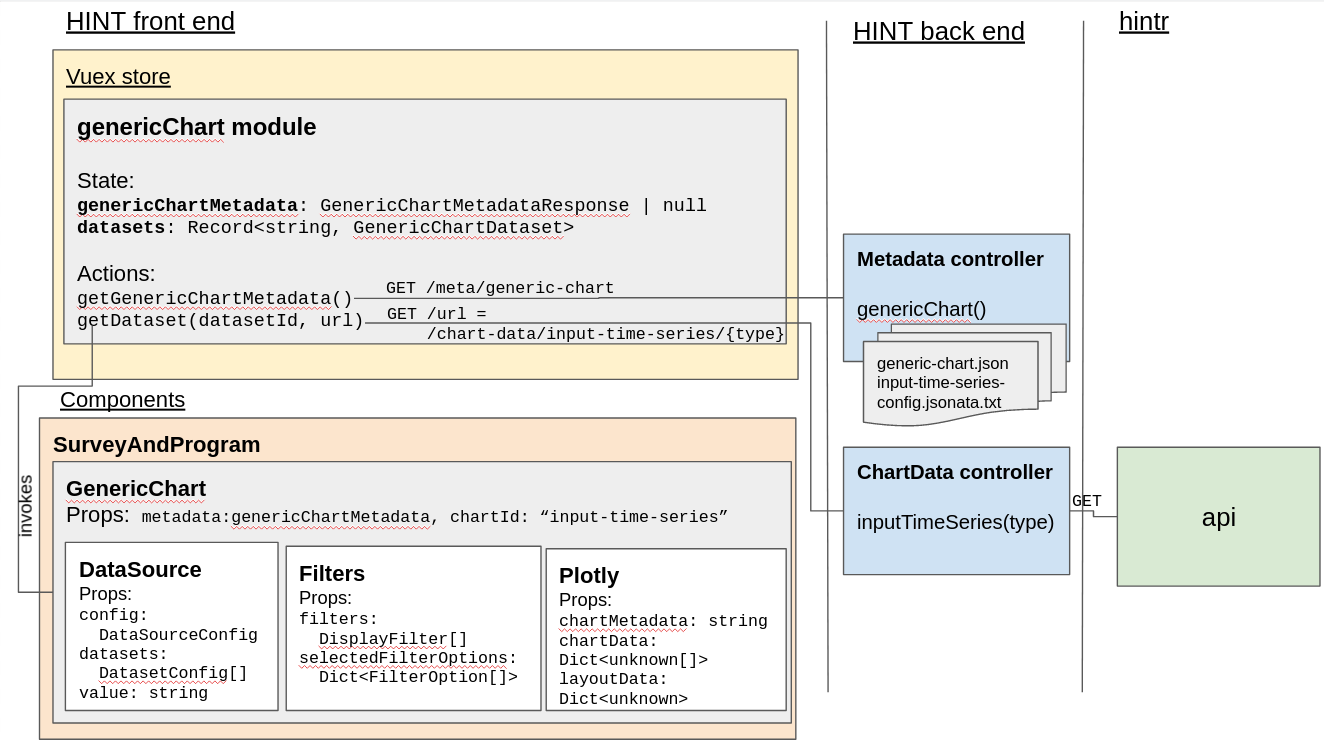 HINT front end
HINT back end
hintr
Vuex store
genericChart module
State:
genericChartMetadata: GenericChartMetadataResponse | null
datasets: Record<string, GenericChartDataset>
Actions:
getGenericChartMetadata()
GET /meta/generic-chart
getDataset(datasetId, url)
GET /url =
/chart-data/input-time-series/{type}
Metadata controller
genericChart()
generic-chart.json
input-time-series-
config.jsonata.txt
Components
invokes
SurveyAndProgram
GenericChart
Props: metadata:genericChartMetadata, chartId: “input-time-series”
DataSource
Props:
config:
DataSourceConfig
datasets:
DatasetConfig[]
value: string
Filters
Props:
filters:
DisplayFilter[]
selectedFilterOptions:
Dict<FilterOption[]>
Plotly
Props:
chartMetadata: string
chartData:
Dict<unknown[]>
layoutData:
Dict<unknown>
ChartData controller
inputTimeSeries(type)
GET
api